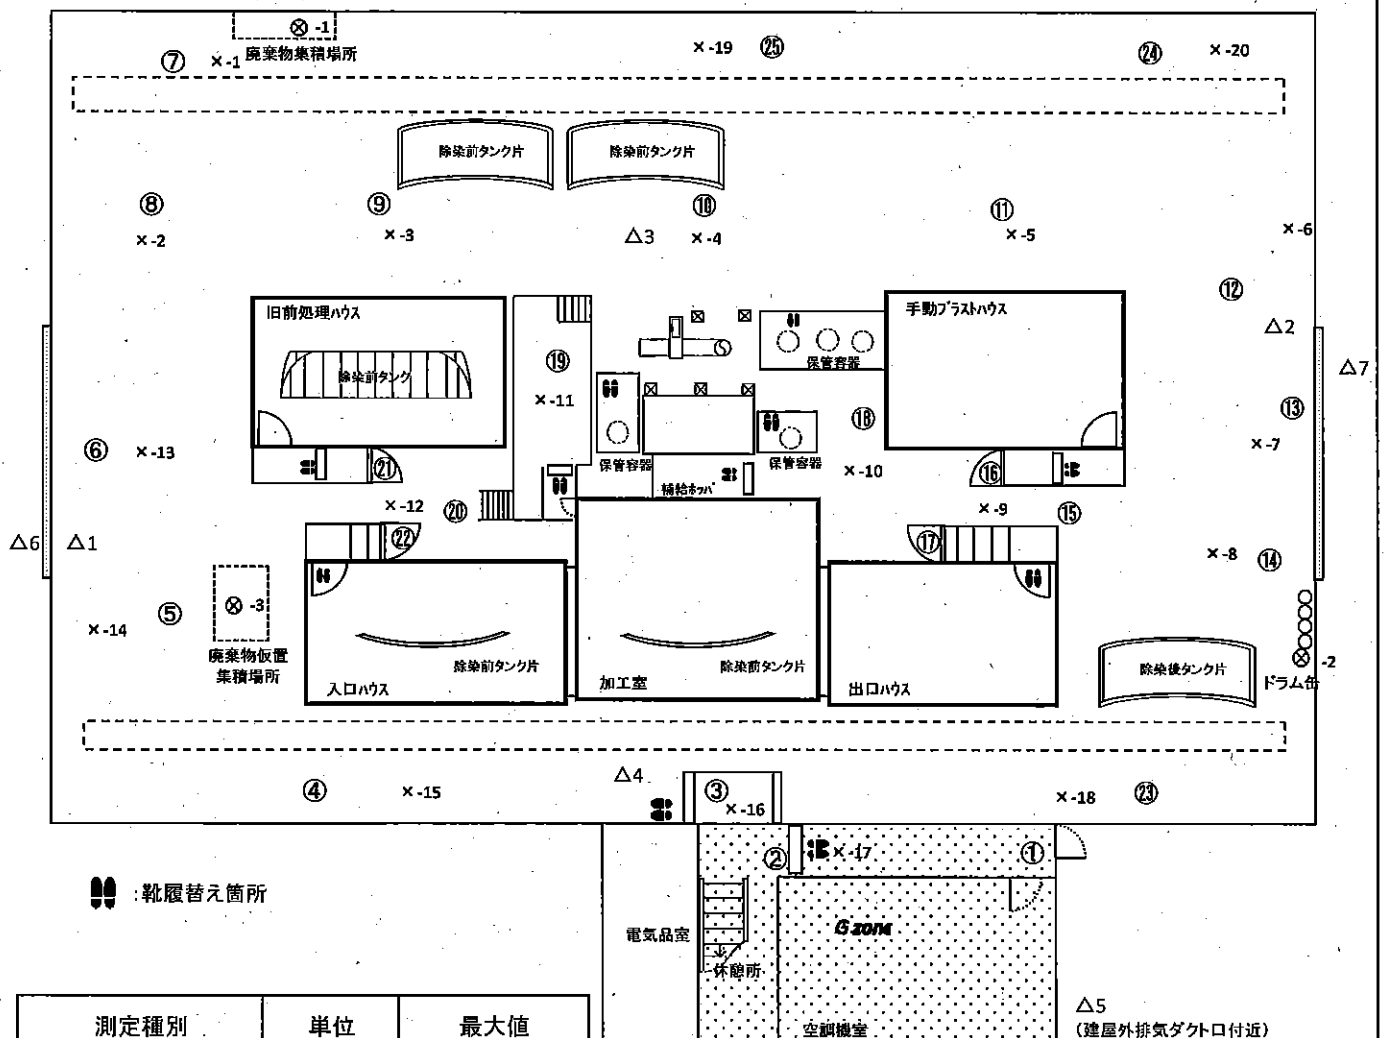 ⊗ -1
廃棄物集積場所
⑦ × -1
× -19 ㉕
㉔ × -20
除染前タンク片
除染前タンク片
⑧
× -2
⑨
× -3
△3
⑩
× -4
⑪
× -5
× -6
⑫
△2
△7
旧前処理ハウス
除染前タンク
⑲
× -11
保管容器
手動ブラストハウス
保管容器
⑱
保管容器
補給ホッパ
× -10
⑬
× -7
⑥ × -13
㉑
× -12 ⑳
㉒
⑯
× -9 ⑮
⑰
× -8 ⑭
△6 △1
⑤
× -14
⊗ -3
廃棄物仮置
集積場所
除染前タンク片
入口ハウス
除染前タンク片
加工室
出口ハウス
除染後タンク片
⊗ -2
ドラム缶
④ × -15
△4
③
× -16
× -18 ㉓
② × -17 ①
:靴履替え箇所
電気品室
休憩所
G zone
空調機室
△5
(建屋外排気ダクト口付近)
測定種別 単位 最大値